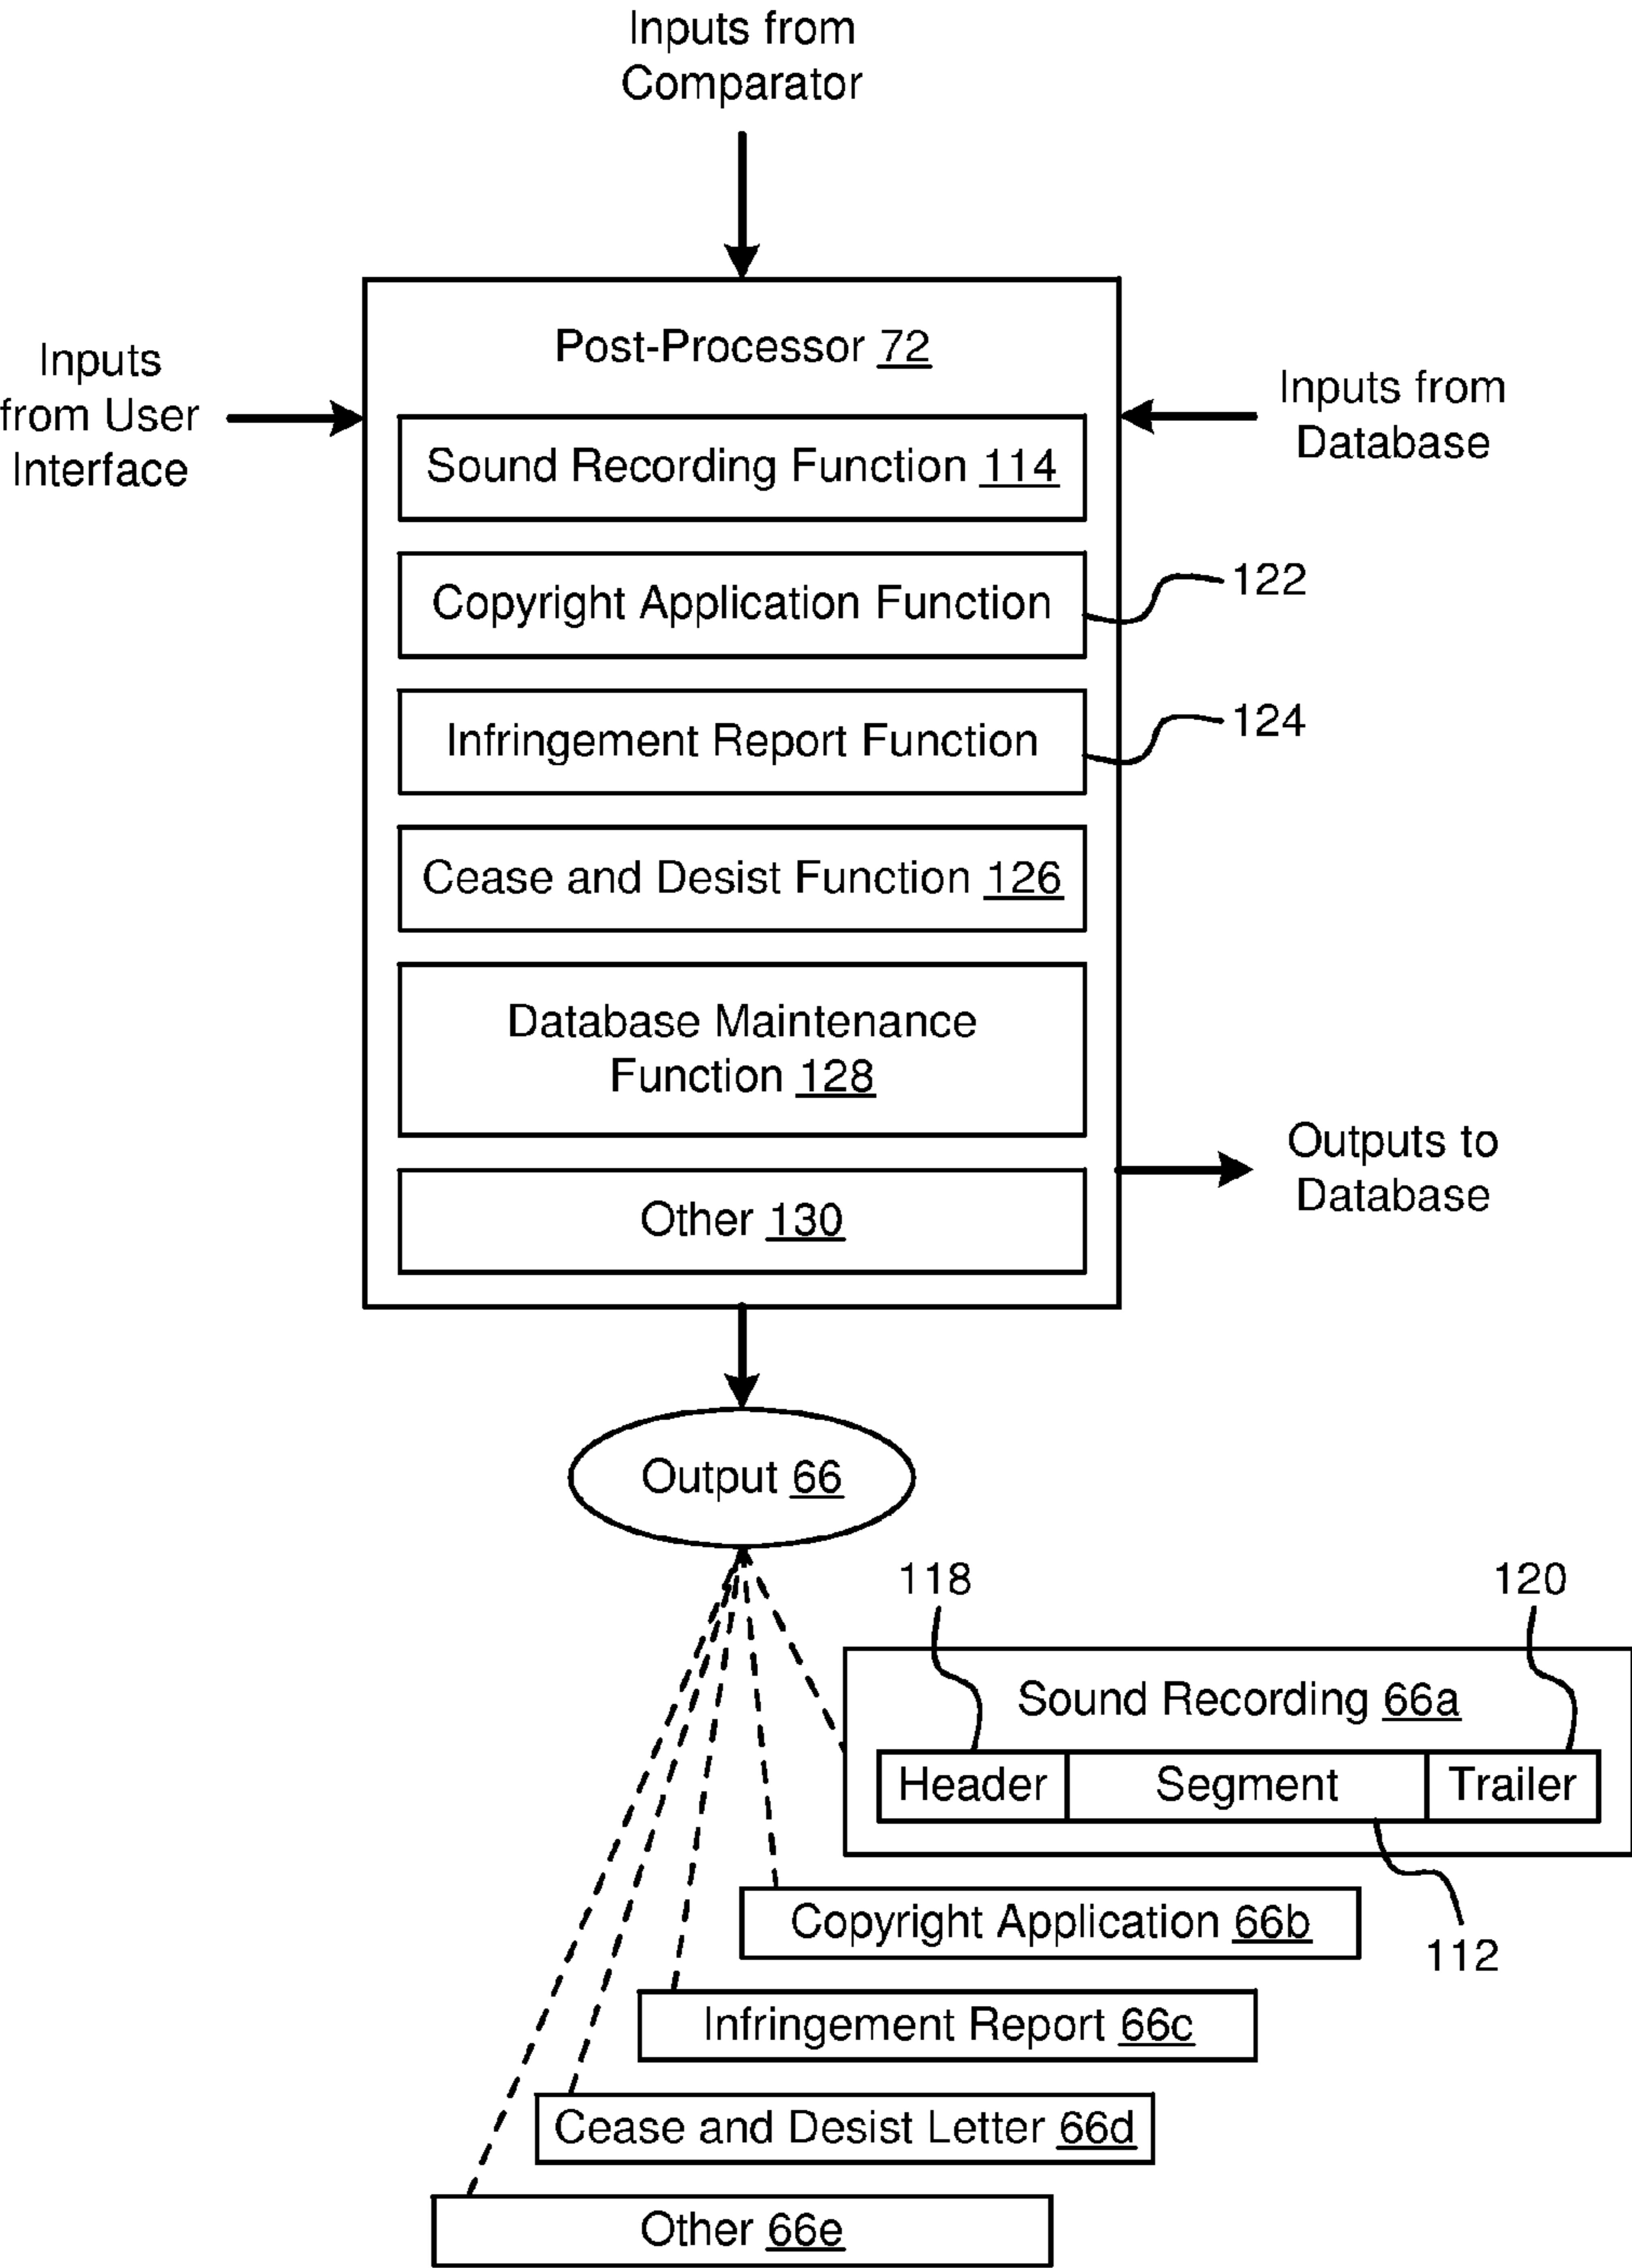 Inputs from
Comparator
Inputs
from User
Interface
Post-Processor 72
Inputs from
Database
Sound Recording Function 114
Copyright Application Function
122
Infringement Report Function
124
Cease and Desist Function 126
Database Maintenance
Function 128
Outputs to
Database
Other 130
Output 66
118
120
Sound Recording 66a
Header Segment Trailer
Copyright Application 66b
112
Infringement Report 66c
Cease and Desist Letter 66d
Other 66e